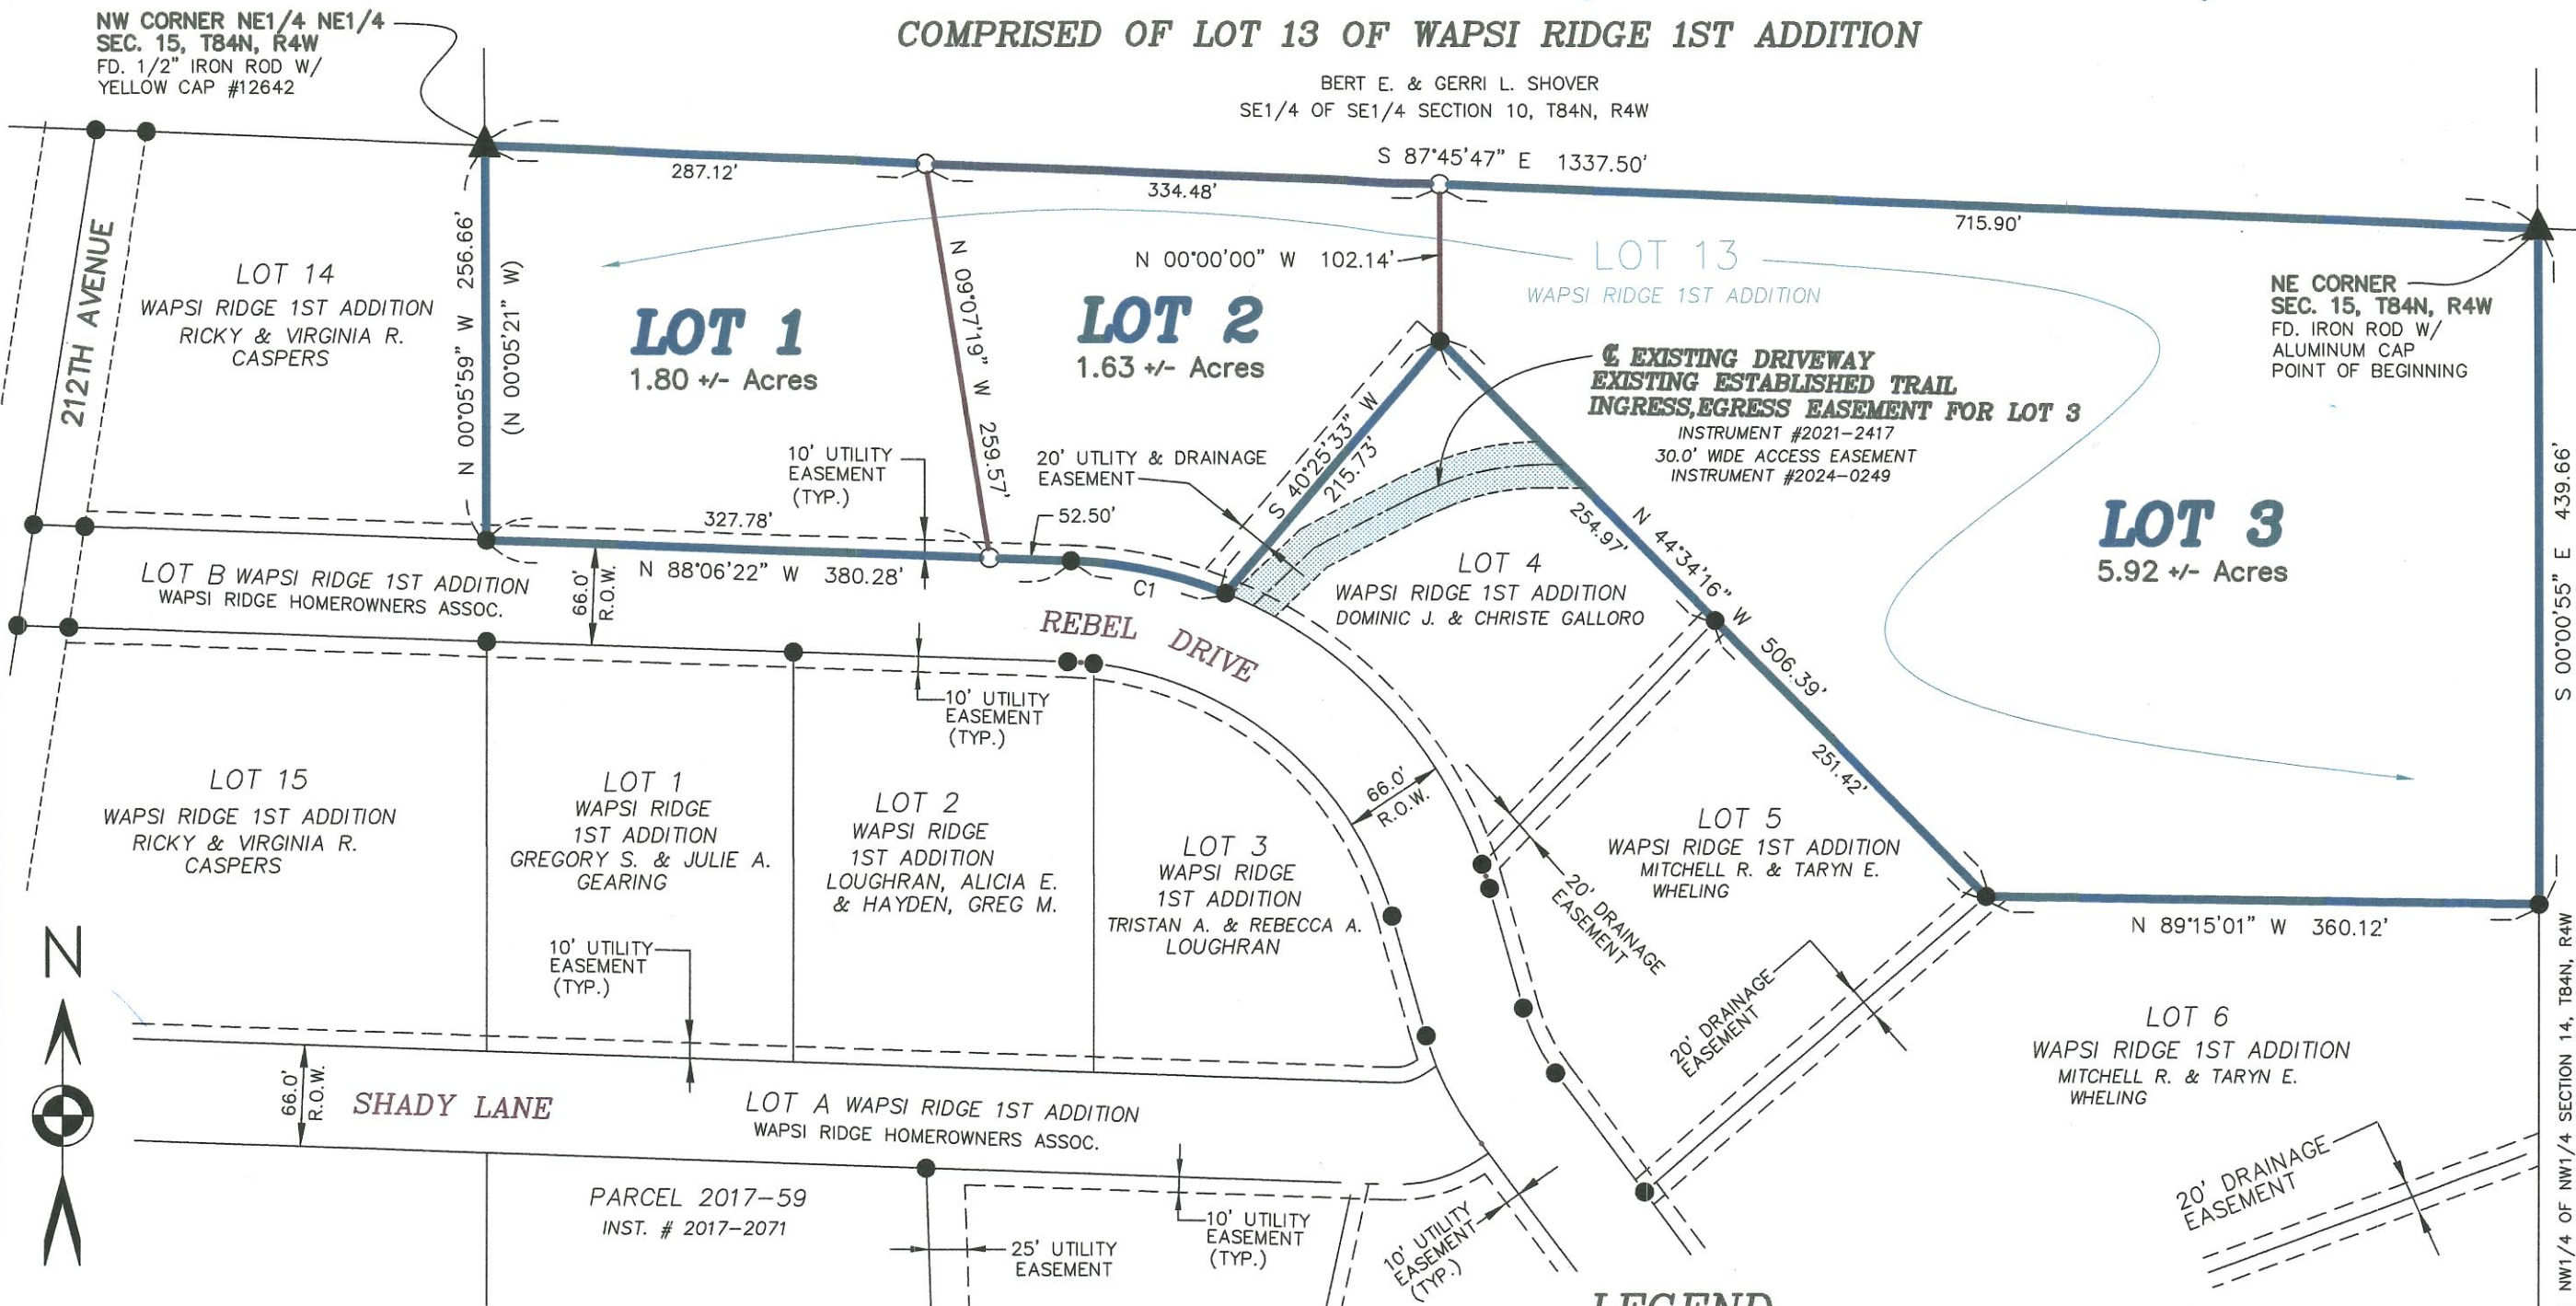 COMPRISED OF LOT 13 OF WAPSI RIDGE 1ST ADDITION
BERT E. & GERRI L. SHOVER
SE1/4 OF SE1/4 SECTION 10, T84N, R4W
NW CORNER NE1/4 NE1/4
SEC. 15, T84N, R4W
FD. 1/2" IRON ROD W/
YELLOW CAP #12642
S 87°45'47" E 1337.50'
287.12'
334.48'
715.90'
212TH AVENUE
LOT 14
WAPSI RIDGE 1ST ADDITION
RICKY & VIRGINIA R.
CASPERS
N 00°05'59" W 256.66'
(N 00°05'21" W)
LOT 1
1.80 +/- Acres
N 09°07'19" W 259.57'
N 00°00'00" W 102.14'
LOT 2
1.63 +/- Acres
LOT 13
WAPSI RIDGE 1ST ADDITION
NE CORNER
SEC. 15, T84N, R4W
FD. IRON ROD W/
ALUMINUM CAP
POINT OF BEGINNING
℄ EXISTING DRIVEWAY
EXISTING ESTABLISHED TRAIL
INGRESS,EGRESS EASEMENT FOR LOT 3
INSTRUMENT #2021-2417
30.0' WIDE ACCESS EASEMENT
INSTRUMENT #2024-0249
10' UTILITY
EASEMENT
(TYP.)
20' UTLITY & DRAINAGE
EASEMENT
S 40°25'33" W
215.73'
327.78'
52.50'
N 88°06'22" W 380.28'
C1
254.97'
N 44°34'16" W 506.39'
251.42'
LOT 3
5.92 +/- Acres
S 00°00'55" E 439.66'
LOT B WAPSI RIDGE 1ST ADDITION
WAPSI RIDGE HOMEROWNERS ASSOC.
66.0'
R.O.W.
REBEL DRIVE
LOT 4
WAPSI RIDGE 1ST ADDITION
DOMINIC J. & CHRISTE GALLORO
10' UTILITY
EASEMENT
(TYP.)
LOT 15
WAPSI RIDGE 1ST ADDITION
RICKY & VIRGINIA R.
CASPERS
LOT 1
WAPSI RIDGE
1ST ADDITION
GREGORY S. & JULIE A.
GEARING
LOT 2
WAPSI RIDGE
1ST ADDITION
LOUGHRAN, ALICIA E.
& HAYDEN, GREG M.
LOT 3
WAPSI RIDGE
1ST ADDITION
TRISTAN A. & REBECCA A.
LOUGHRAN
66.0'
R.O.W.
LOT 5
WAPSI RIDGE 1ST ADDITION
MITCHELL R. & TARYN E.
WHELING
20' DRAINAGE
EASEMENT
N 89°15'01" W 360.12'
N
10' UTILITY
EASEMENT
(TYP.)
20' DRAINAGE
EASEMENT
LOT 6
WAPSI RIDGE 1ST ADDITION
MITCHELL R. & TARYN E.
WHELING
66.0'
R.O.W.
SHADY LANE
LOT A WAPSI RIDGE 1ST ADDITION
WAPSI RIDGE HOMEROWNERS ASSOC.
PARCEL 2017-59
INST. # 2017-2071
25' UTILITY
EASEMENT
10' UTILITY
EASEMENT
(TYP.)
10' UTILITY
EASEMENT
(TYP.)
20' DRAINAGE
EASEMENT
NW1/4 OF NW1/4 SECTION 14, T84N, R4W
LEGEND